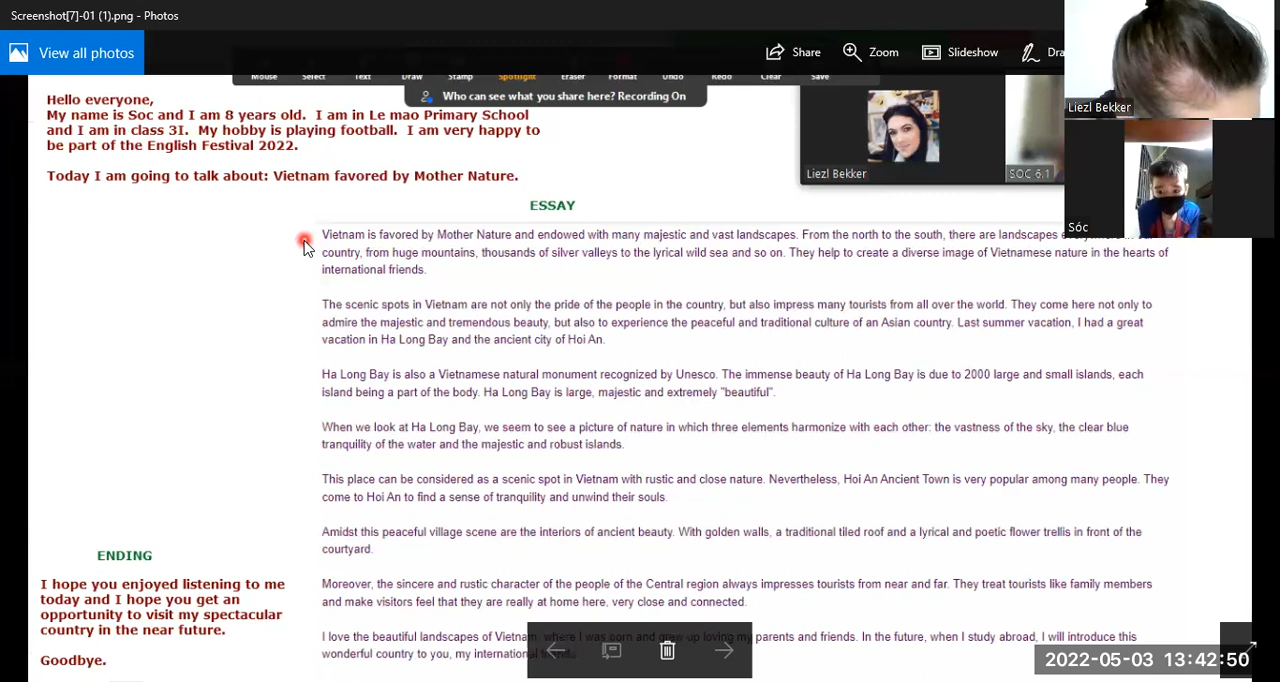 Screenshot[7]-01 (1).png - Photos
View all photos
Share
Zoom
Slideshow
Mouse Select Text Draw Stamp Spotlight Eraser Format Undo Redo Clear Save
Who can see what you share here? Recording On
Liezl Bekker
Sóc
Liezl Bekker
SOC 6.1
Hello everyone,
My name is Soc and I am 8 years old. I am in Le mao Primary School
and I am in class 3I. My hobby is playing football. I am very happy to
be part of the English Festival 2022.
Today I am going to talk about: Vietnam favored by Mother Nature.
ESSAY
Vietnam is favored by Mother Nature and endowed with many majestic and vast landscapes. From the north to the south, there are landscapes
country, from huge mountains, thousands of silver valleys to the lyrical wild sea and so on. They help to create a diverse image of Vietnamese nature in the hearts of
international friends.
The scenic spots in Vietnam are not only the pride of the people in the country, but also impress many tourists from all over the world. They come here not only to
admire the majestic and tremendous beauty, but also to experience the peaceful and traditional culture of an Asian country. Last summer vacation, I had a great
vacation in Ha Long Bay and the ancient city of Hoi An.
Ha Long Bay is also a Vietnamese natural monument recognized by Unesco. The immense beauty of Ha Long Bay is due to 2000 large and small islands, each
island being a part of the body. Ha Long Bay is large, majestic and extremely "beautiful".
When we look at Ha Long Bay, we seem to see a picture of nature in which three elements harmonize with each other: the vastness of the sky, the clear blue
tranquility of the water and the majestic and robust islands.
This place can be considered as a scenic spot in Vietnam with rustic and close nature. Nevertheless, Hoi An Ancient Town is very popular among many people. They
come to Hoi An to find a sense of tranquility and unwind their souls.
Amidst this peaceful village scene are the interiors of ancient beauty. With golden walls, a traditional tiled roof and a lyrical and poetic flower trellis in front of the
courtyard.
Moreover, the sincere and rustic character of the people of the Central region always impresses tourists from near and far. They treat tourists like family members
and make visitors feel that they are really at home here, very close and connected.
I love the beautiful landscapes of Vietnam, where I was born and grew up loving my parents and friends. In the future, when I study abroad, I will introduce this
wonderful country to you, my international friends.
ENDING
I hope you enjoyed listening to me
today and I hope you get an
opportunity to visit my spectacular
country in the near future.
Goodbye.
2022-05-03 13:42:50